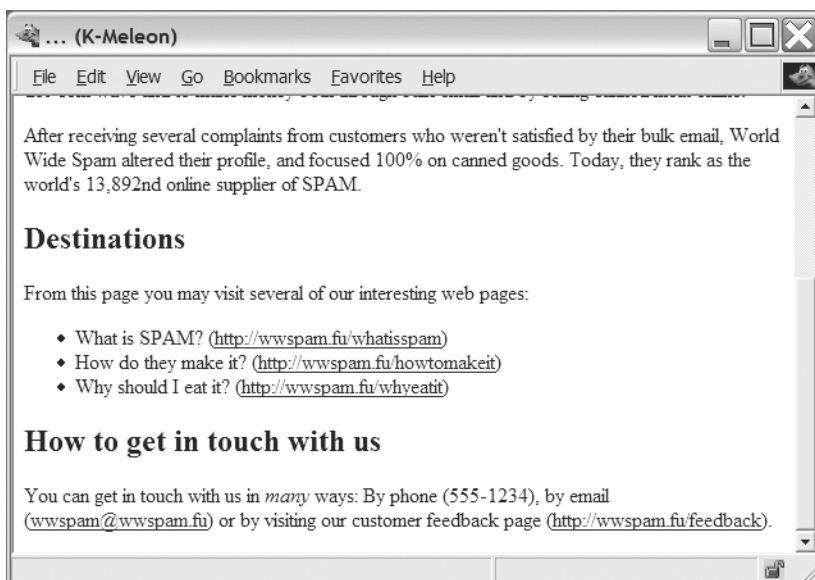 ... (K-Meleon)
File Edit View Go Bookmarks Favorites Help
After receiving several complaints from customers who weren't satisfied by their bulk email, World
Wide Spam altered their profile, and focused 100% on canned goods. Today, they rank as the
world's 13,892nd online supplier of SPAM.
Destinations
From this page you may visit several of our interesting web pages:
• What is SPAM? (http://wwspam.fu/whatisspam)
• How do they make it? (http://wwspam.fu/howtomakeit)
• Why should I eat it? (http://wwspam.fu/whyeatit)
How to get in touch with us
You can get in touch with us in many ways: By phone (555-1234), by email
(wwspam@wwspam.fu) or by visiting our customer feedback page (http://wwspam.fu/feedback).